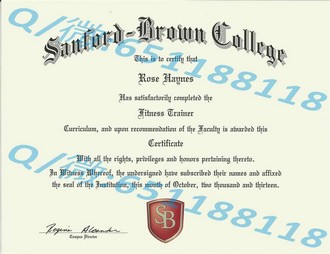 Sanford-Brown College
This is to certify that
Rose Haynes
Has satisfactorily completed the
Fitness Trainer
Curriculum, and upon recommendation of the Faculty is awarded this
Certificate
With all the rights, privileges and honors pertaining thereto.
In Witness Whereof, the undersigned have subscribed their names and affixed
the seal of the Institution, this month of October, two thousand and thirteen.
SB
Campus Director
Q/微:651188118
Q/微:651188118
Q/微:651188118